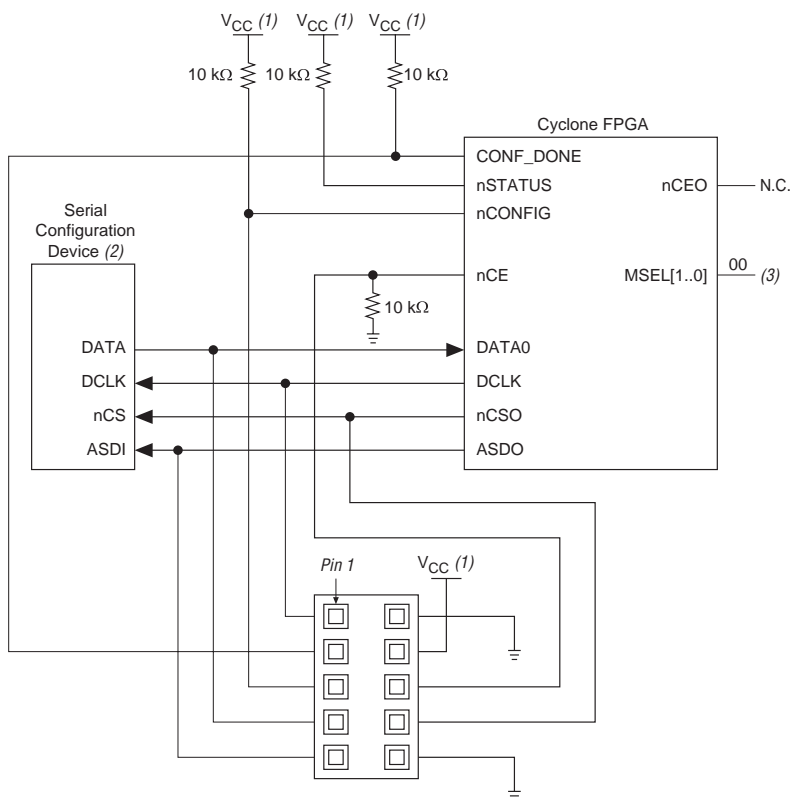 VCC (1) VCC (1) VCC (1)
10 kΩ 10 kΩ 10 kΩ
Cyclone FPGA
CONF_DONE
nSTATUS nCEO N.C.
nCONFIG
Serial
Configuration
Device (2)
nCE MSEL[1..0] 00 (3)
10 kΩ
DATA DATA0
DCLK DCLK
nCS nCSO
ASDI ASDO
Pin 1 VCC (1)